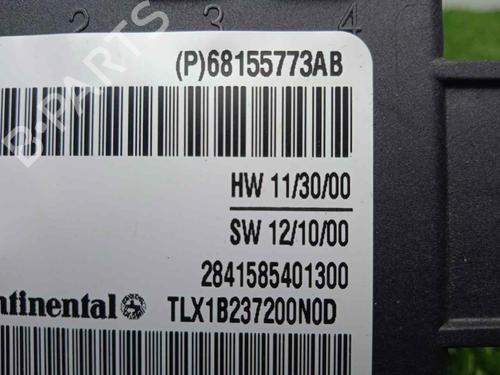 2 3 4
B-PARTS
(P)68155773AB
HW 11/30/00
SW 12/10/00
2841585401300
ntinental TLX1B237200N0D